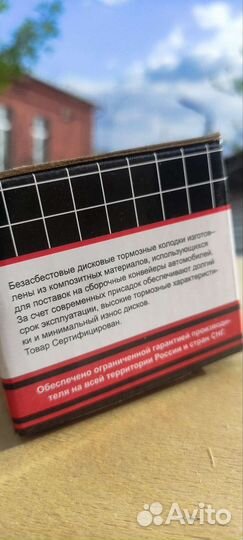 Безасбестовые дисковые тормозные колодки изготов-
лены из композитных материалов, использующихся
для поставок на сборочные конвейеры автомобилей.
За счет современных присадок обеспечивают долгий
срок эксплуатации, высокие тормозные характеристи-
ки и минимальный износ дисков.
Товар Сертифицирован.
Обеспечено ограниченной гарантией производи-
теля на всей территории России и стран СНГ.
Avito